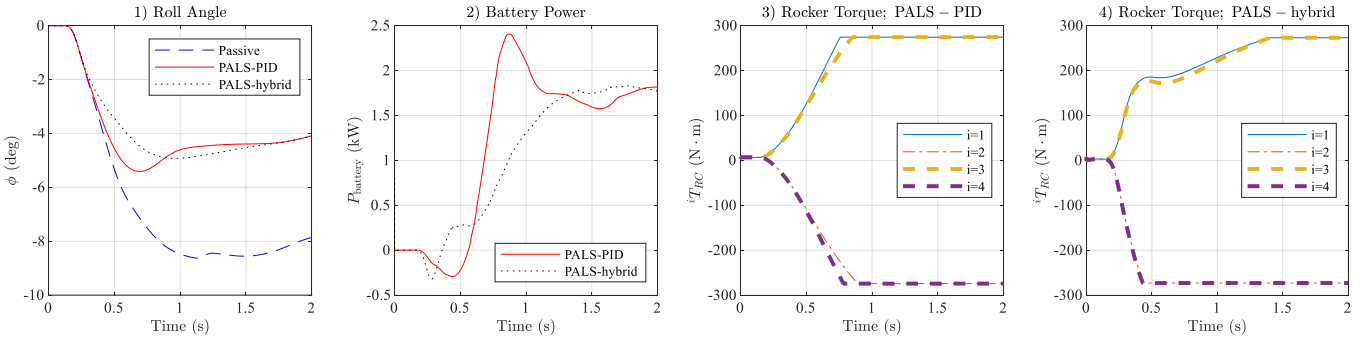 1) Roll Angle
0
-2
-4
-6
-8
-10
ϕ (deg)
0
0.5
1
1.5
2
Time (s)
Passive
PALS-PID
PALS-hybrid
2) Battery Power
2.5
2
1.5
1
0.5
0
-0.5
P_battery (kW)
0
0.5
1
1.5
2
Time (s)
PALS-PID
PALS-hybrid
3) Rocker Torque; PALS − PID
300
200
100
0
-100
-200
-300
ⁱT_RC (N · m)
0
0.5
1
1.5
2
Time (s)
i=1
i=2
i=3
i=4
4) Rocker Torque; PALS − hybrid
300
200
100
0
-100
-200
-300
ⁱT_RC (N · m)
0
0.5
1
1.5
2
Time (s)
i=1
i=2
i=3
i=4